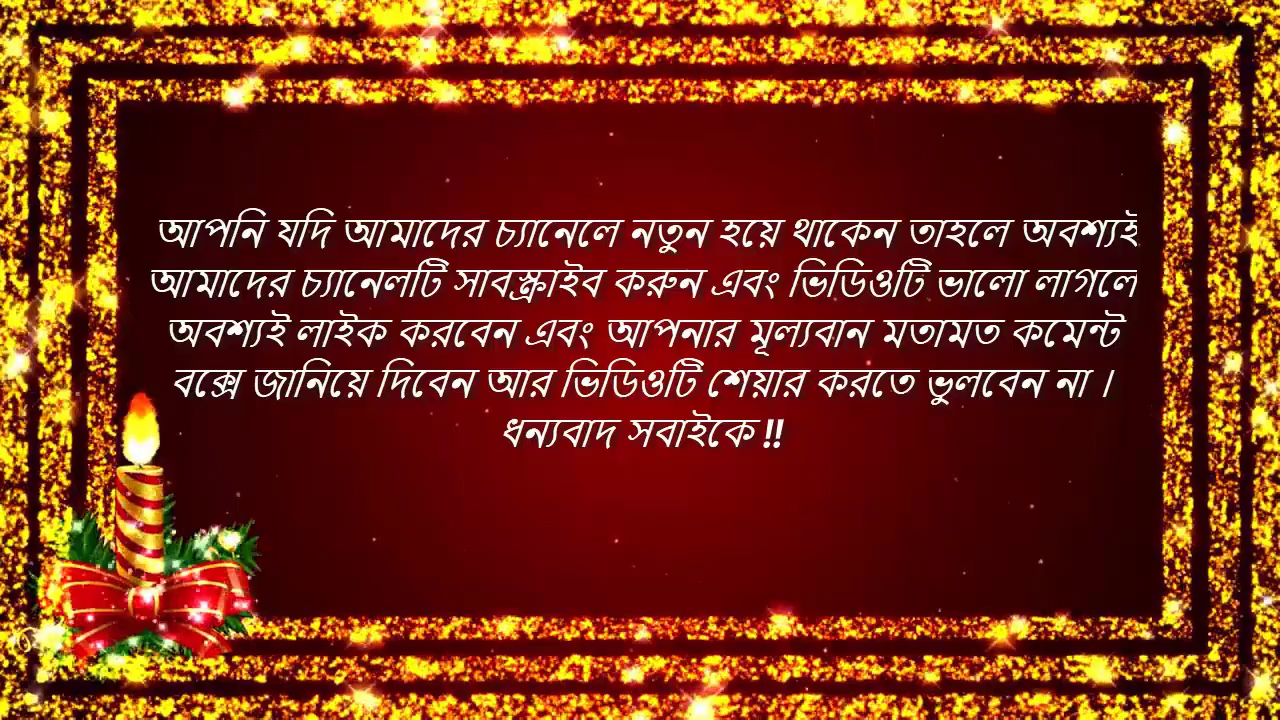 আপনি যদি আমাদের চ্যানেলে নতুন হয়ে থাকেন তাহলে অবশ্যই
আমাদের চ্যানেলটি সাবস্ক্রাইব করুন এবং ভিডিওটি ভালো লাগলে
অবশ্যই লাইক করবেন এবং আপনার মূল্যবান মতামত কমেন্ট
বক্সে জানিয়ে দিবেন আর ভিডিওটি শেয়ার করতে ভুলবেন না ।
ধন্যবাদ সবাইকে !!